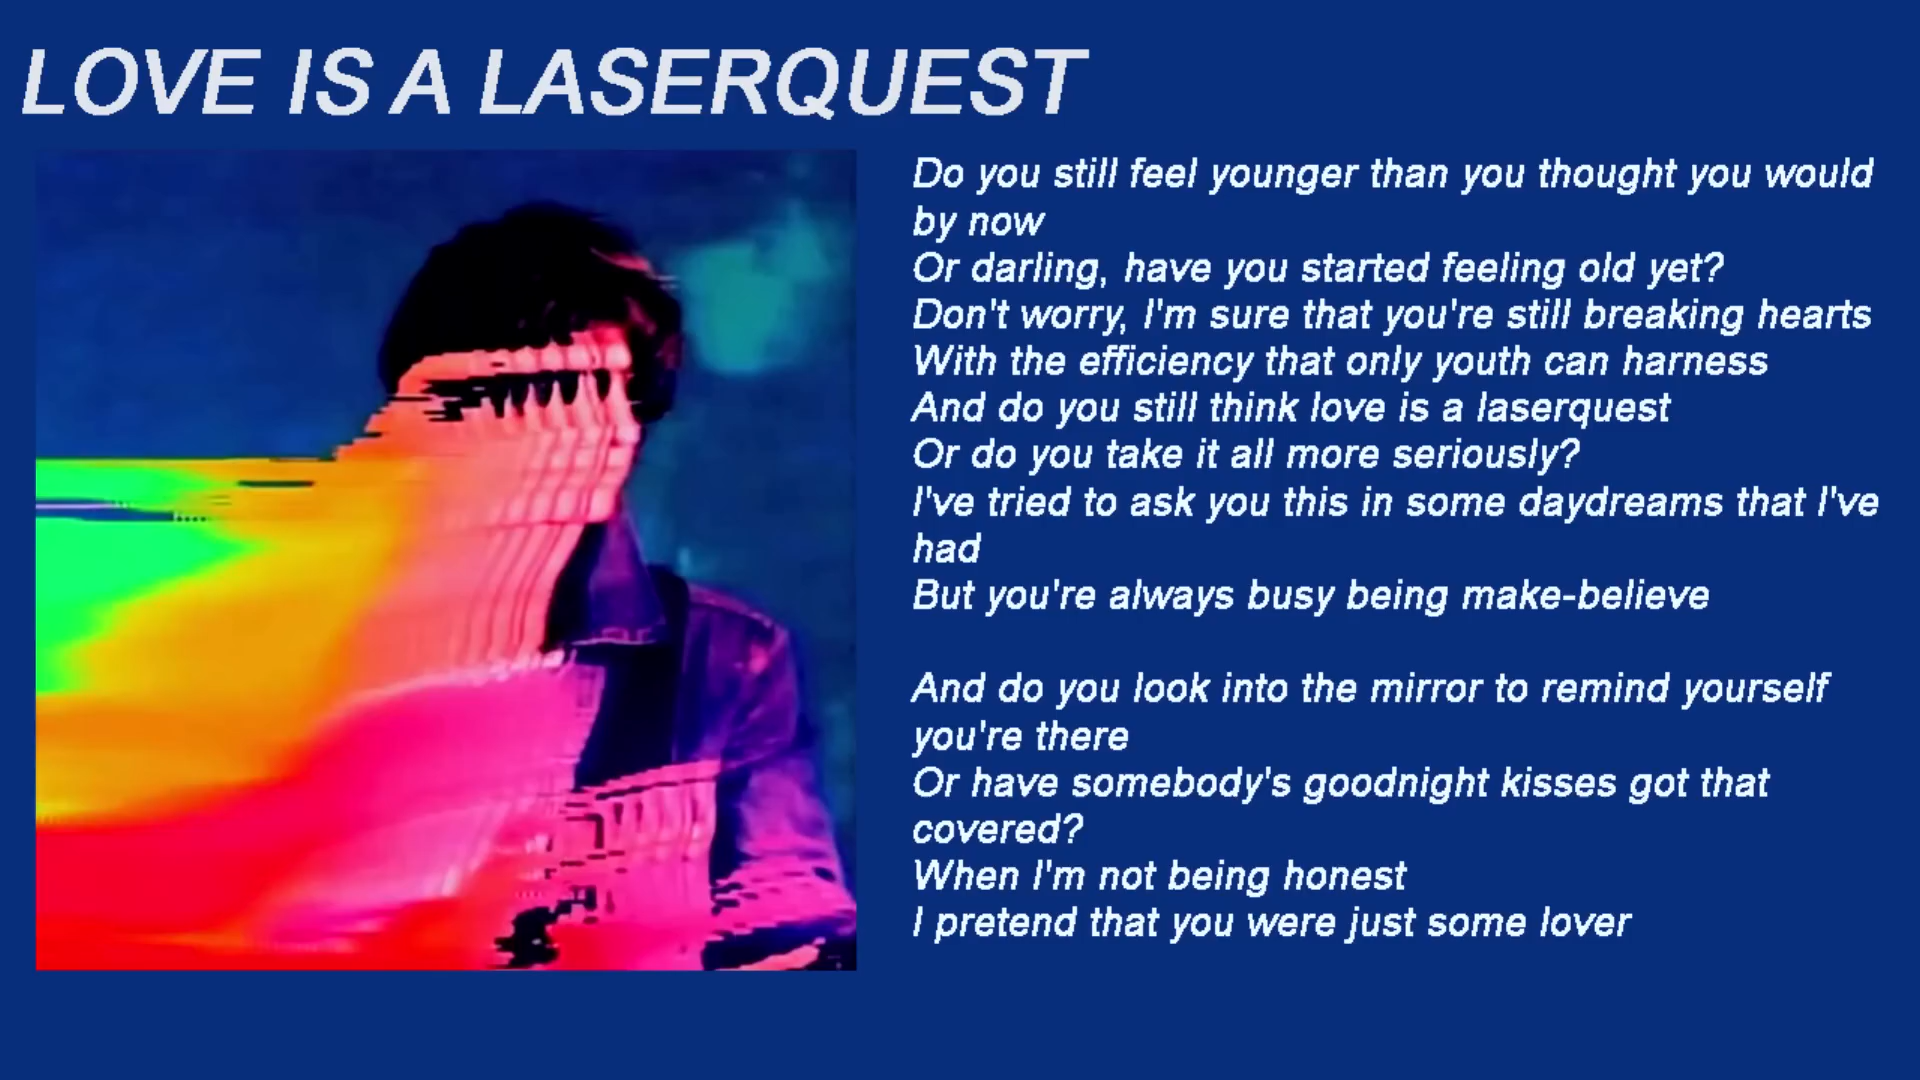 LOVE IS A LASERQUEST
Do you still feel younger than you thought you would
by now
Or darling, have you started feeling old yet?
Don't worry, I'm sure that you're still breaking hearts
With the efficiency that only youth can harness
And do you still think love is a laserquest
Or do you take it all more seriously?
I've tried to ask you this in some daydreams that I've
had
But you're always busy being make-believe
And do you look into the mirror to remind yourself
you're there
Or have somebody's goodnight kisses got that
covered?
When I'm not being honest
I pretend that you were just some lover